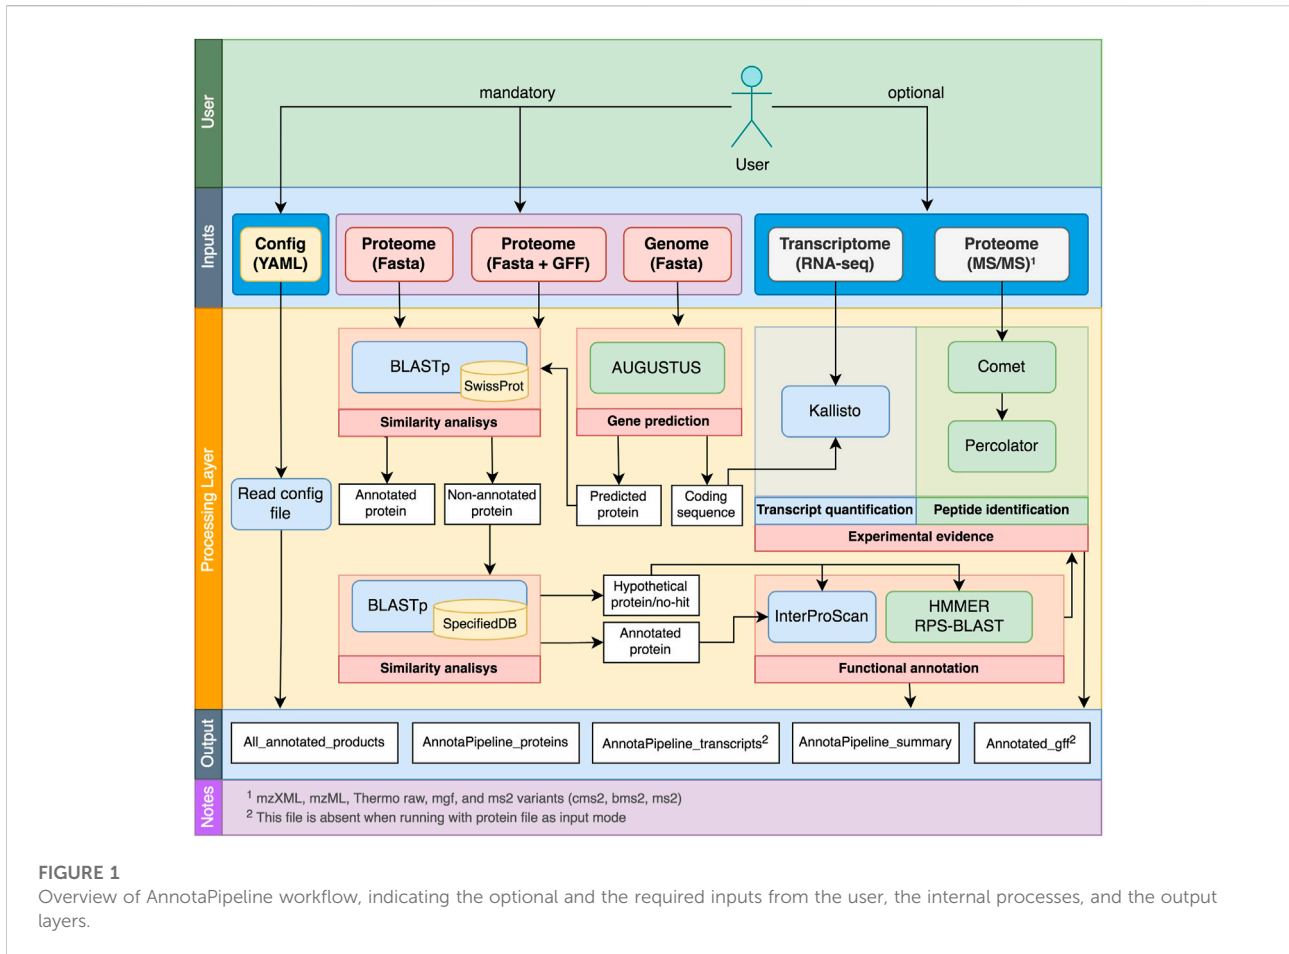 User
mandatory
optional
User
Inputs
Config
(YAML)
Proteome
(Fasta)
Proteome
(Fasta + GFF)
Genome
(Fasta)
Transcriptome
(RNA-seq)
Proteome
(MS/MS)¹
Processing Layer
BLASTp
SwissProt
Similarity analisys
AUGUSTUS
Gene prediction
Kallisto
Comet
Percolator
Read config
file
Annotated
protein
Non-annotated
protein
Predicted
protein
Coding
sequence
Transcript quantification
Peptide identification
Experimental evidence
BLASTp
SpecifiedDB
Similarity analisys
Hypothetical
protein/no-hit
Annotated
protein
InterProScan
HMMER
RPS-BLAST
Functional annotation
Output
All_annotated_products
AnnotaPipeline_proteins
AnnotaPipeline_transcripts²
AnnotaPipeline_summary
Annotated_gff²
Notes
¹ mzXML, mzML, Thermo raw, mgf, and ms2 variants (cms2, bms2, ms2)
² This file is absent when running with protein file as input mode
FIGURE 1
Overview of AnnotaPipeline workflow, indicating the optional and the required inputs from the user, the internal processes, and the output
layers.